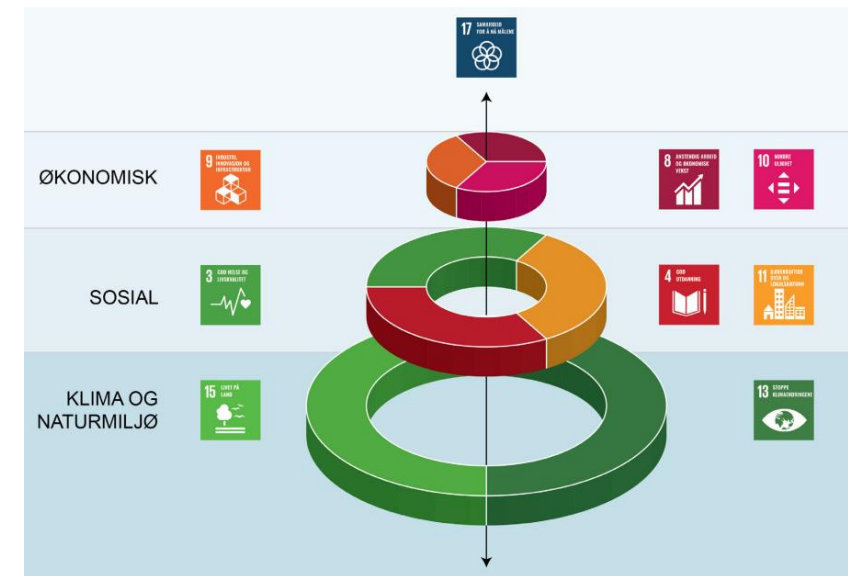 17 SAMARBEID
FOR Å NÅ MÅLENE
ØKONOMISK
9 INDUSTRI,
INNOVASJON OG
INFRASTRUKTUR
8 ANSTENDIG ARBEID
OG ØKONOMISK
VEKST
10 MINDRE
ULIKHET
SOSIAL
3 GOD HELSE OG
LIVSKVALITET
4 GOD
UTDANNING
11 BÆREKRAFTIGE
BYER OG
LOKALSAMFUNN
KLIMA OG
NATURMILJØ
15 LIVET PÅ
LAND
13 STOPPE
KLIMAENDRINGENE